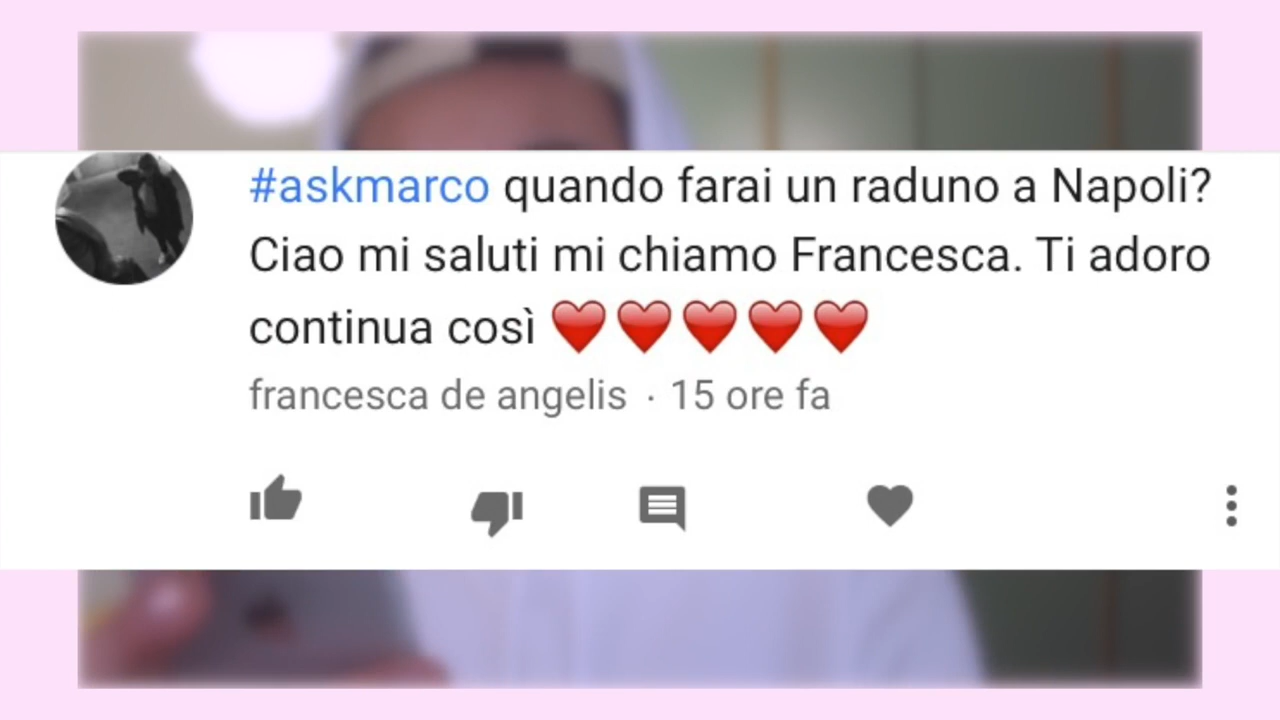 #askmarco quando farai un raduno a Napoli?
Ciao mi saluti mi chiamo Francesca. Ti adoro
continua così ❤️❤️❤️❤️❤️
francesca de angelis · 15 ore fa